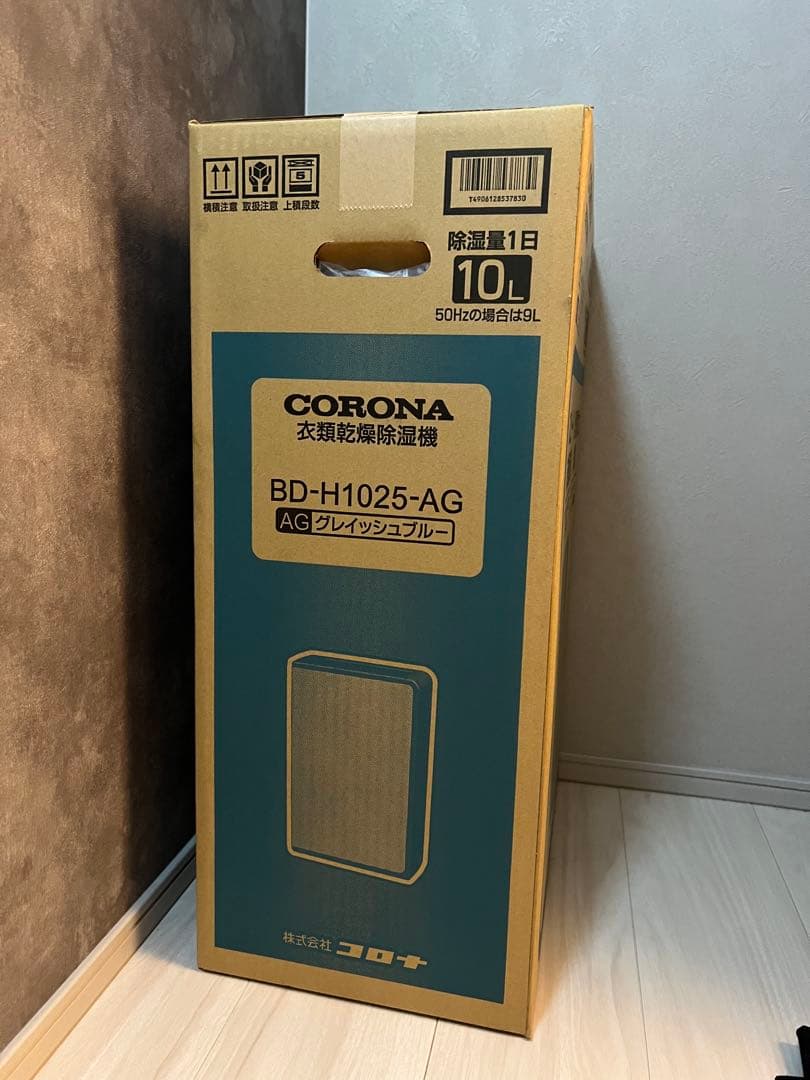 横積注意 取扱注意 上積段数
5
T4906128537830
除湿量1日
10L
50Hzの場合は9L
CORONA
衣類乾燥除湿機
BD-H1025-AG
AG グレイッシュブルー
株式会社 コロナ